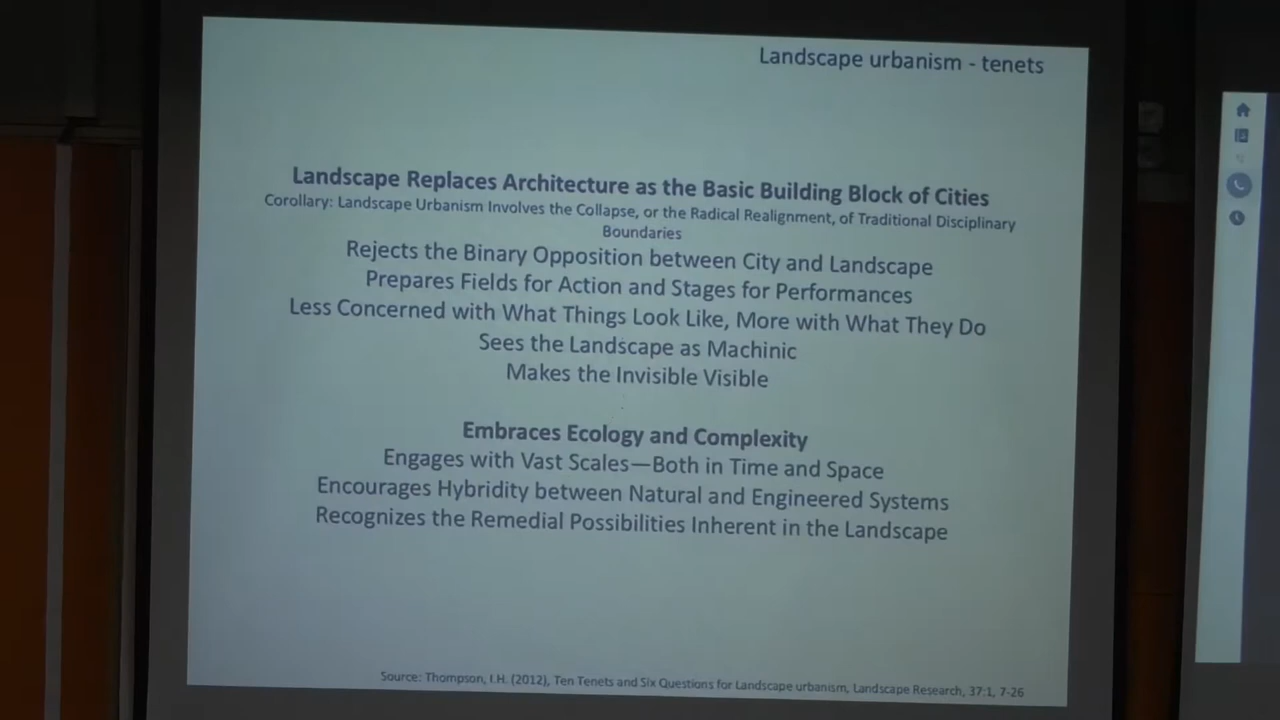 Landscape urbanism - tenets
Landscape Replaces Architecture as the Basic Building Block of Cities
Corollary: Landscape Urbanism Involves the Collapse, or the Radical Realignment, of Traditional Disciplinary
Boundaries
Rejects the Binary Opposition between City and Landscape
Prepares Fields for Action and Stages for Performances
Less Concerned with What Things Look Like, More with What They Do
Sees the Landscape as Machinic
Makes the Invisible Visible
Embraces Ecology and Complexity
Engages with Vast Scales—Both in Time and Space
Encourages Hybridity between Natural and Engineered Systems
Recognizes the Remedial Possibilities Inherent in the Landscape
Source: Thompson, I.H. (2012), Ten Tenets and Six Questions for Landscape urbanism, Landscape Research, 37:1, 7-26